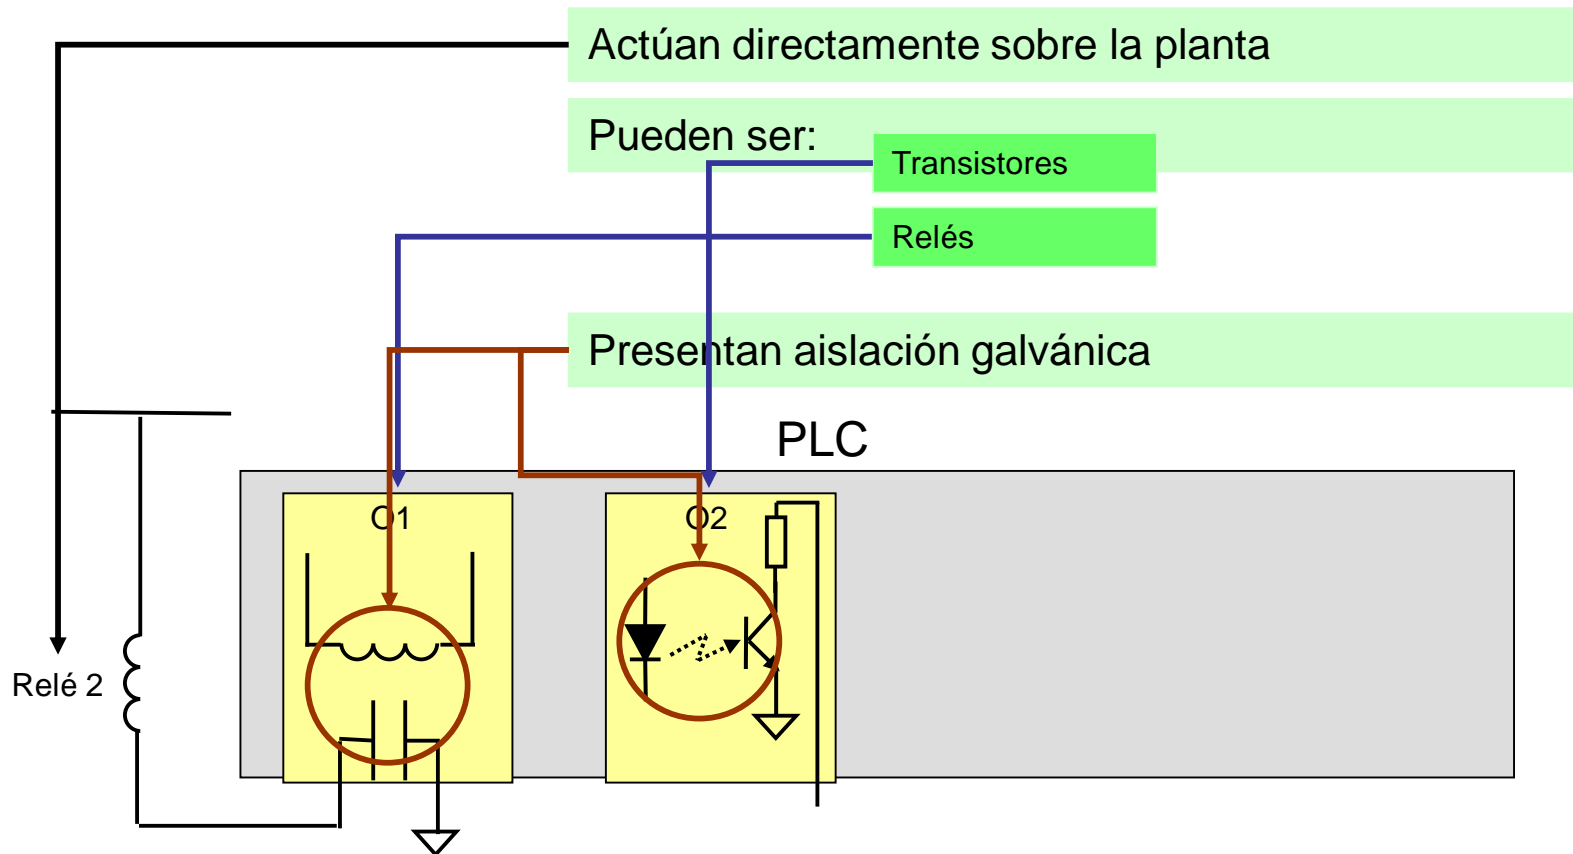 Actúan directamente sobre la planta
Pueden ser:
Transistores
Relés
Presentan aislación galvánica
PLC
O1
O2
Relé 2